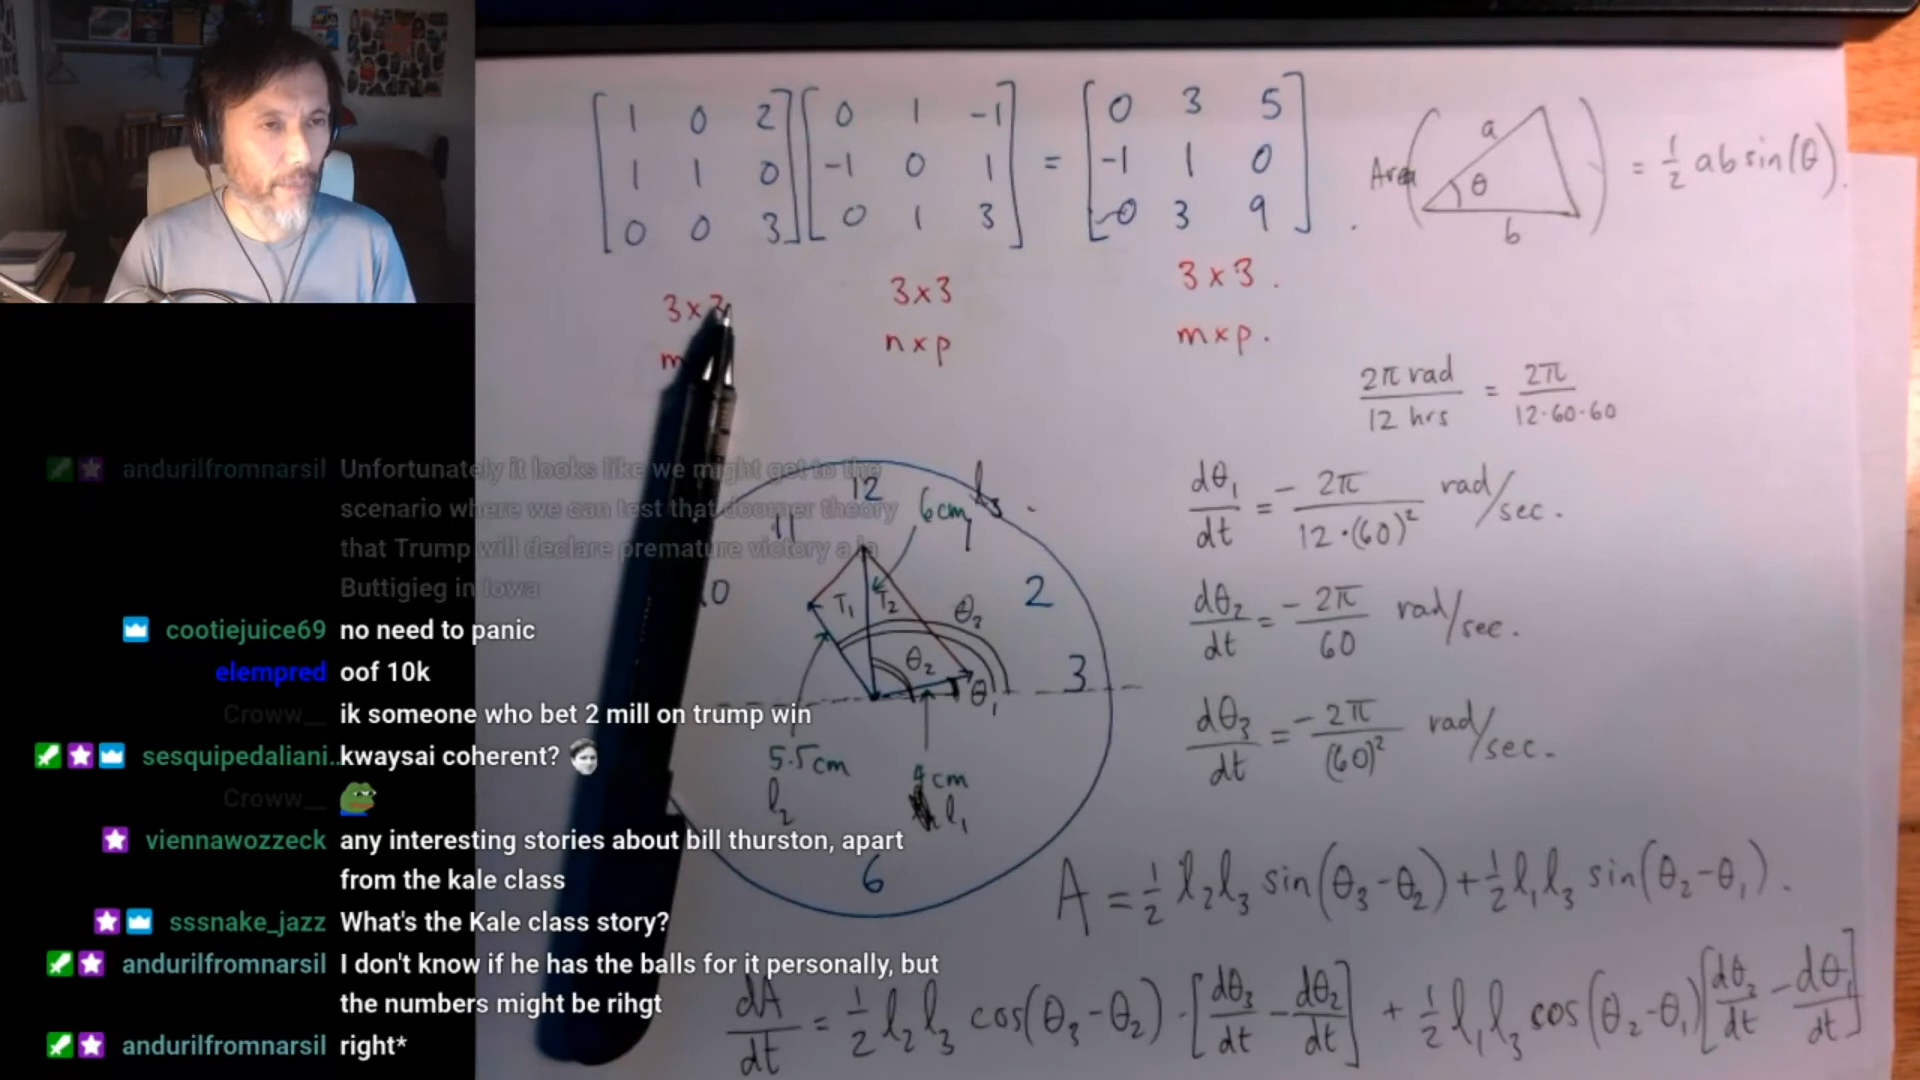 [1 0 2] [0 1 -1] = [0 3 5]
[1 1 0] [-1 0 1] [-1 1 0]
[0 0 3] [0 1 3] [-0 3 9] .
Area ( a θ b ) = 1/2 ab sin(θ).
3x3 3x3 3x3.
m nxp mxp.
2π rad / 12 hrs = 2π / 12·60·60
dθ₁/dt = -2π / 12·(60)² rad/sec.
dθ₂/dt = -2π / 60 rad/sec.
dθ₃/dt = -2π / (60)² rad/sec.
12
11
6cm
l₃
2
T₁ T₂
θ₂
θ₁
3
5.5cm
l₂
4cm
l₁
6
A = 1/2 l₂l₃ sin(θ₃-θ₂) + 1/2 l₁l₃ sin(θ₂-θ₁).
dA/dt = 1/2 l₂l₃ cos(θ₃-θ₂)·[dθ₃/dt - dθ₂/dt] + 1/2 l₁l₃ cos(θ₂-θ₁)[dθ₂/dt - dθ₁/dt]
andurilfromnarsil Unfortunately it looks like we might get to the
scenario where we can test that doomer theory
that Trump will declare premature victory a la
Buttigieg in Iowa
cootiejuice69 no need to panic
elempred oof 10k
Croww__ ik someone who bet 2 mill on trump win
sesquipedaliani.. kwaysai coherent?
Croww__
viennawozzeck any interesting stories about bill thurston, apart
from the kale class
sssnake_jazz What's the Kale class story?
andurilfromnarsil I don't know if he has the balls for it personally, but
the numbers might be rihgt
andurilfromnarsil right*